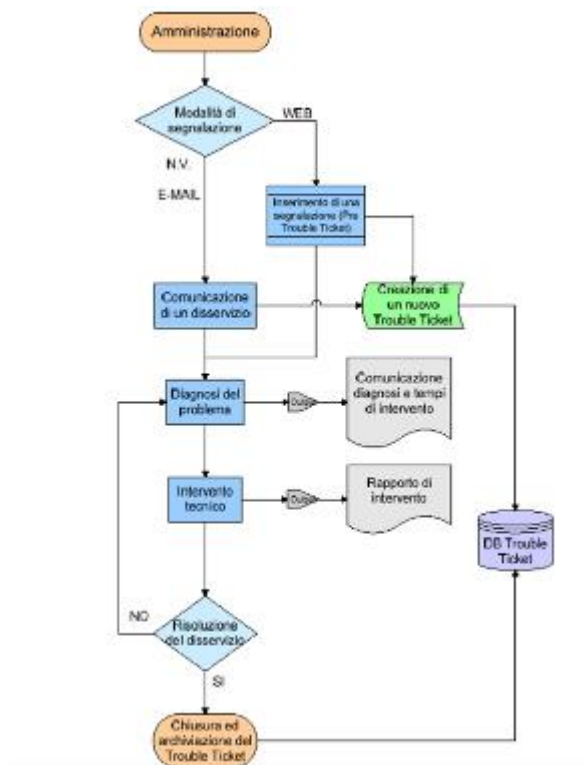 Amministrazione
Modalità di
segnalazione
WEB
N.V.
E-MAIL
Inserimento di una
segnalazione (Pre
Trouble Ticket)
Comunicazione
di un disservizio
Creazione di
un nuovo
Trouble Ticket
Diagnosi del
problema
Comunicazione
diagnosi e tempi
di intervento
Intervento
tecnico
Rapporto di
intervento
DB Trouble
Ticket
NO
Risoluzione
del disservizio
SI
Chiusura ed
archiviazione del
Trouble Ticket